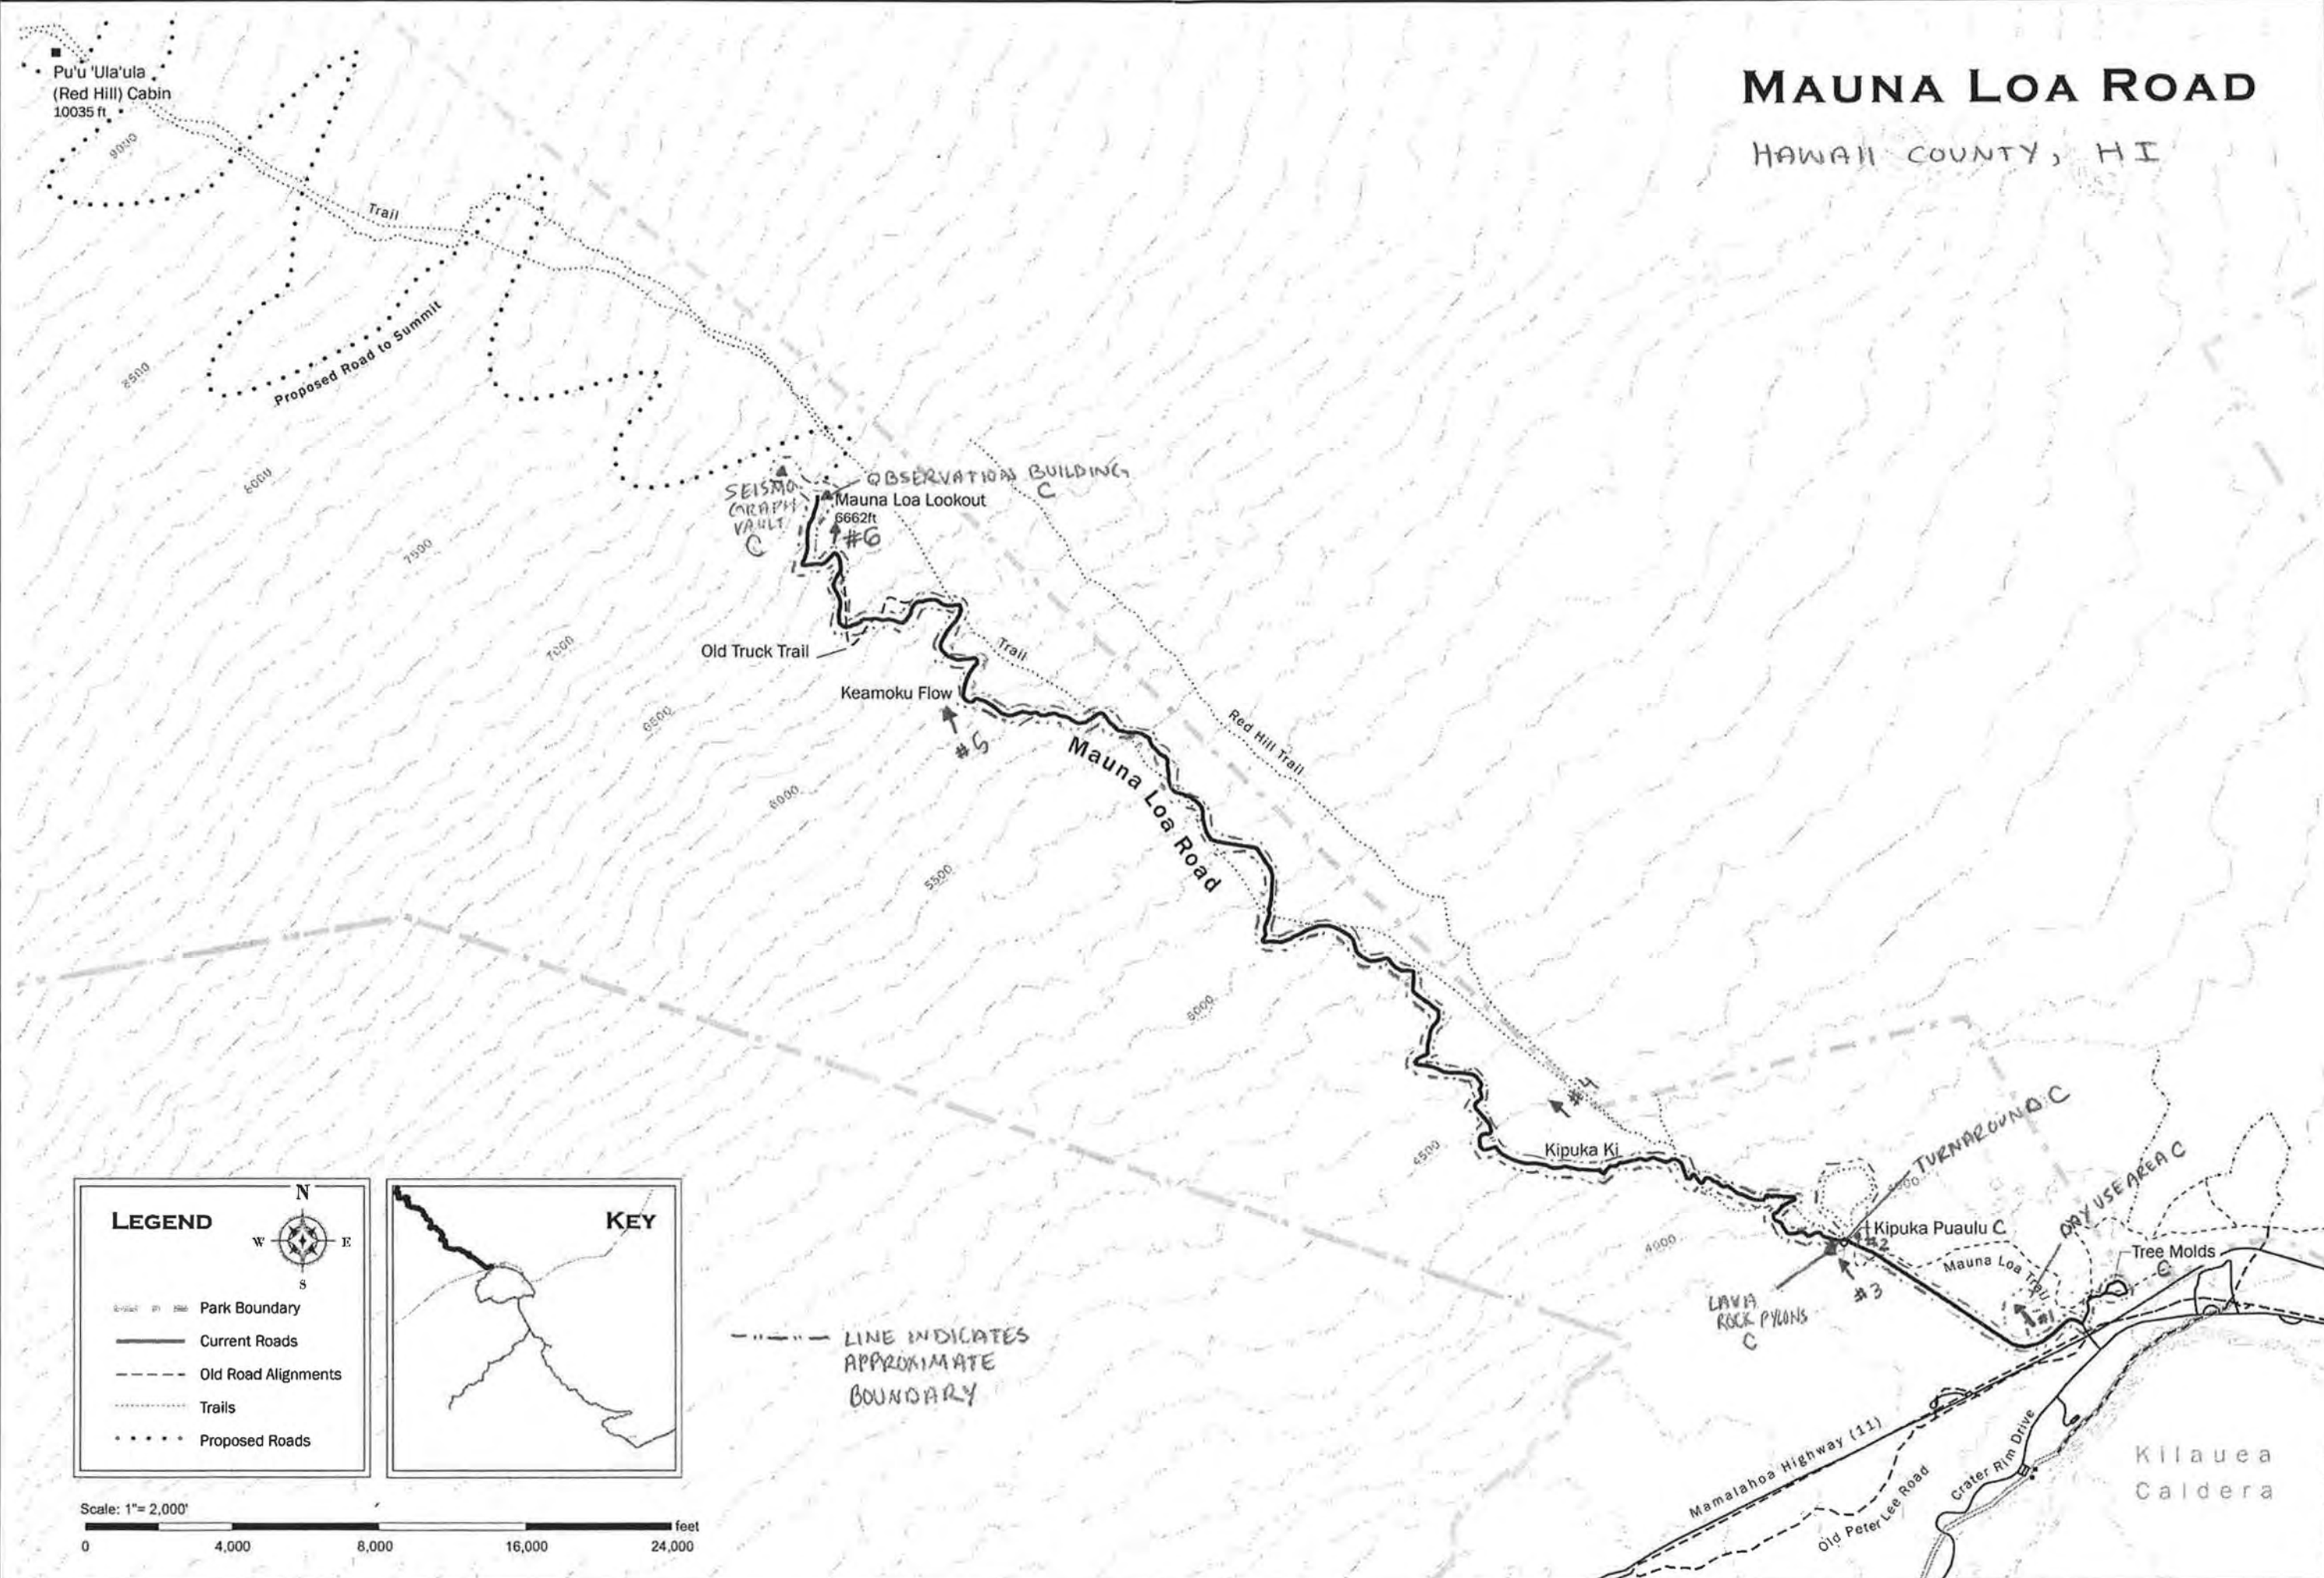 MAUNA LOA ROAD
HAWAII COUNTY, HI
Pu'u 'Ula'ula
(Red Hill) Cabin
10035 ft
9000
Trail
8500
Proposed Road to Summit
8000
7500
SEISMO
GRAPH
VAULT
C
OBSERVATION BUILDING
C
Mauna Loa Lookout
6662ft
#6
7000
Old Truck Trail
Trail
Keamoku Flow
#5
6500
Red Hill Trail
Mauna Loa Road
6000
5500
5000
#4
4500
Kipuka Ki
TURNAROUND C
DAY USE AREA C
Kipuka Puaulu C
#2
4000
Mauna Loa Trail
Tree Molds
C
#3
#1
LAVA
ROCK PYLONS
C
Mamalahoa Highway (11)
Old Peter Lee Road
Crater Rim Drive
Kilauea
Caldera
LEGEND
N
W
E
S
Park Boundary
Current Roads
Old Road Alignments
Trails
Proposed Roads
KEY
LINE INDICATES
APPROXIMATE
BOUNDARY
Scale: 1"= 2,000'
feet
0 4,000 8,000 16,000 24,000